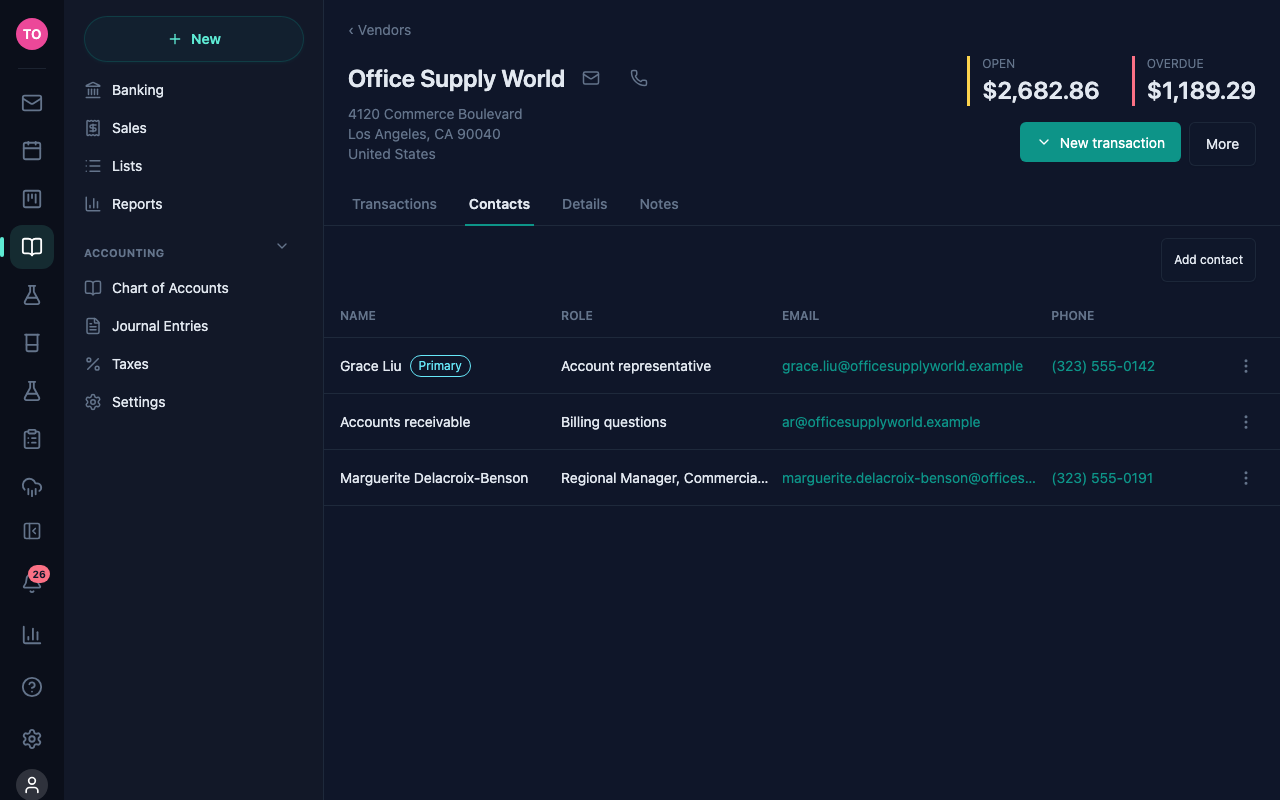 TO
26
New
Banking
Sales
Lists
Reports
ACCOUNTING
Chart of Accounts
Journal Entries
Taxes
Settings
‹ Vendors
Office Supply World
4120 Commerce Boulevard
Los Angeles, CA 90040
United States
OPEN
$2,682.86
OVERDUE
$1,189.29
New transaction
More
Transactions Contacts Details Notes
Add contact
NAME ROLE EMAIL PHONE
Grace Liu Primary Account representative grace.liu@officesupplyworld.example (323) 555-0142
Accounts receivable Billing questions ar@officesupplyworld.example
Marguerite Delacroix-Benson Regional Manager, Commercia... marguerite.delacroix-benson@offices... (323) 555-0191